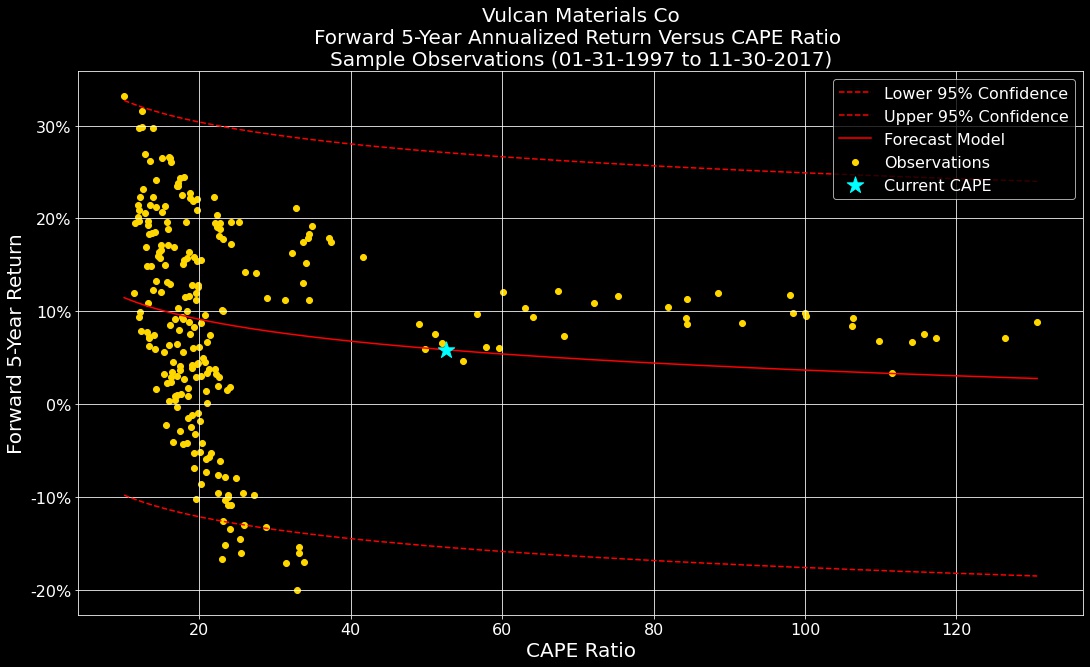 Vulcan Materials Co
Forward 5-Year Annualized Return Versus CAPE Ratio
Sample Observations (01-31-1997 to 11-30-2017)
Lower 95% Confidence
Upper 95% Confidence
Forecast Model
Observations
Current CAPE
Forward 5-Year Return
30%
20%
10%
0%
-10%
-20%
20 40 60 80 100 120
CAPE Ratio